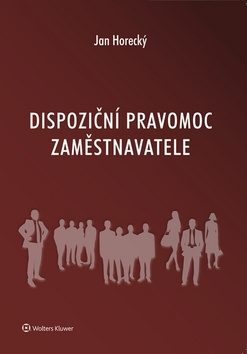 Jan Horecký
DISPOZIČNÍ PRAVOMOC
ZAMĚSTNAVATELE
Wolters Kluwer